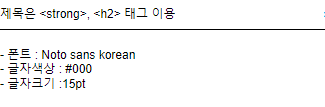 제목은 <strong>, <h2> 태그 이용
- 폰트 : Noto sans korean
- 글자색상 : #000
- 글자크기 :15pt